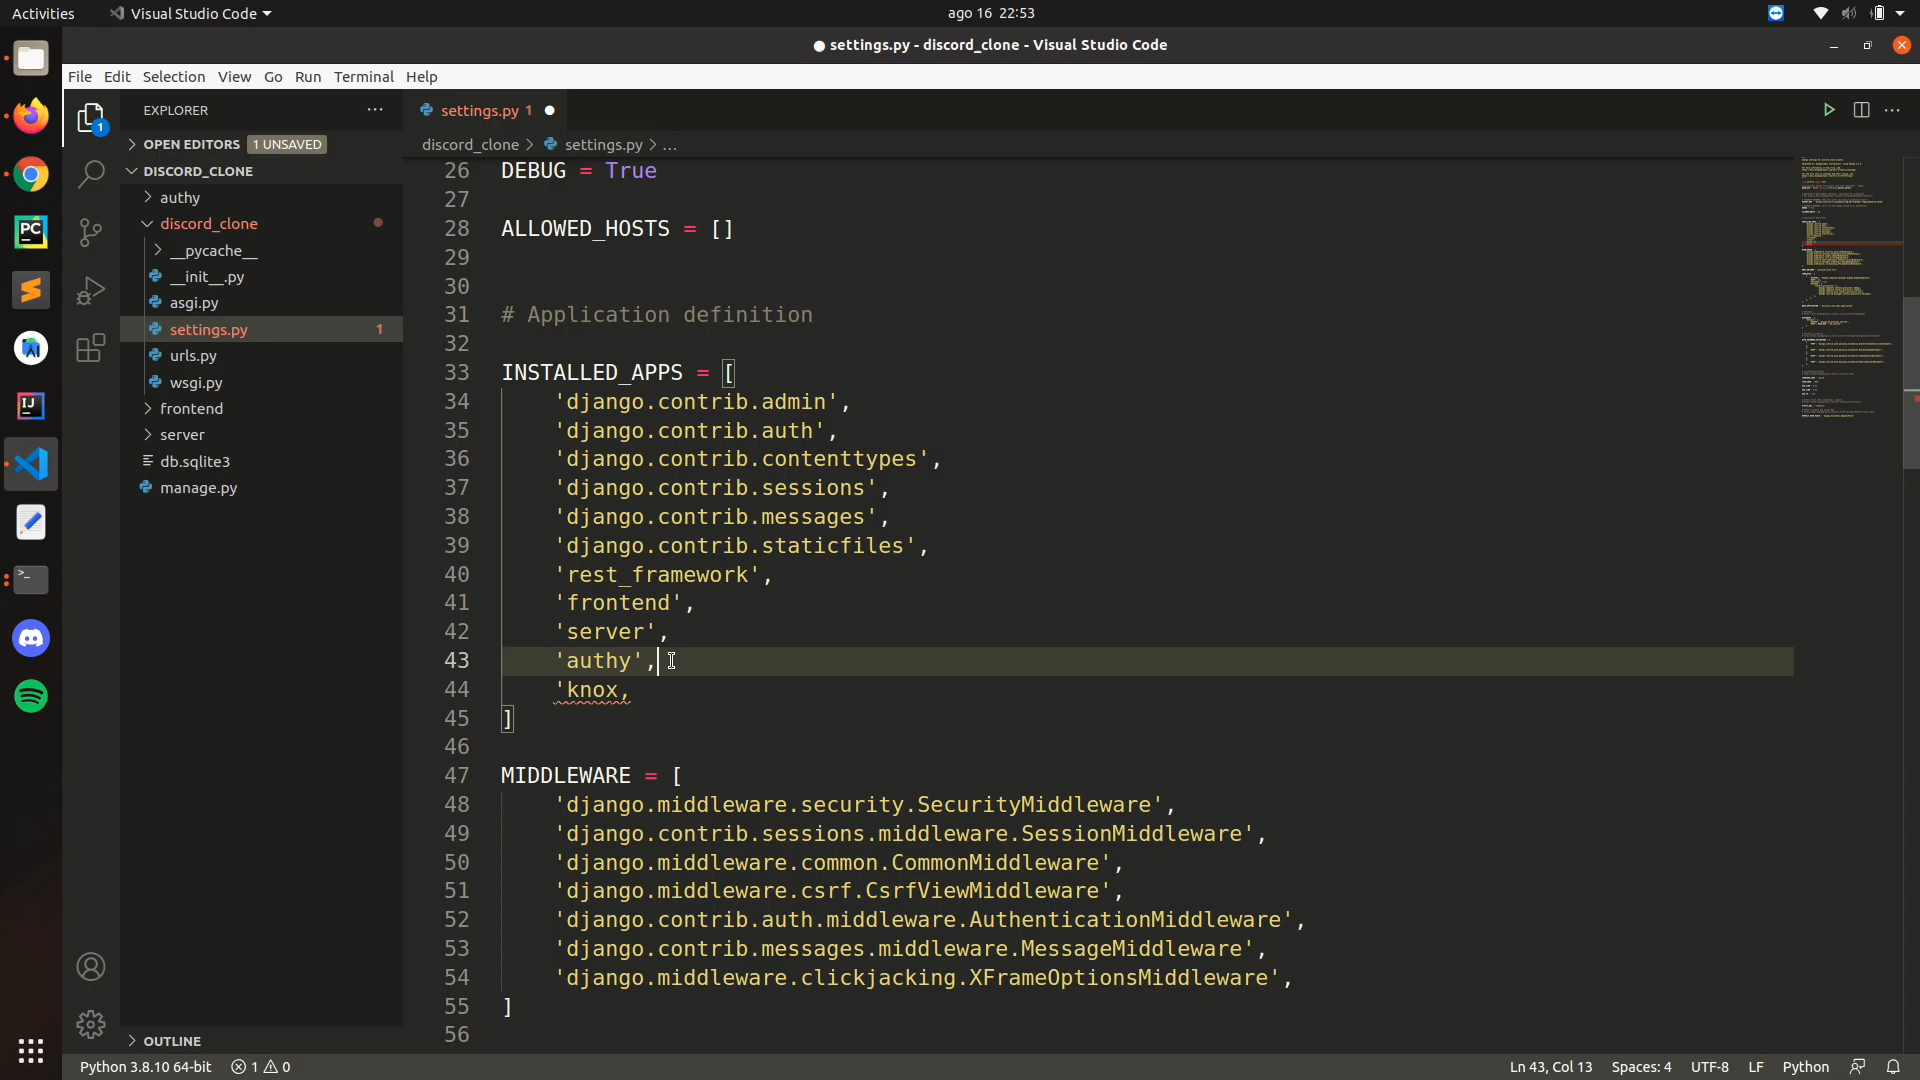 Activities
Visual Studio Code
ago 16 22:53
● settings.py - discord_clone - Visual Studio Code
File Edit Selection View Go Run Terminal Help
EXPLORER
OPEN EDITORS 1 UNSAVED
DISCORD_CLONE
authy
discord_clone
__pycache__
__init__.py
asgi.py
settings.py 1
urls.py
wsgi.py
frontend
server
db.sqlite3
manage.py
OUTLINE
1
PC
IJ
settings.py 1
discord_clone > settings.py > ...
26 DEBUG = True
27
28 ALLOWED_HOSTS = []
29
30
31 # Application definition
32
33 INSTALLED_APPS = [
34     'django.contrib.admin',
35     'django.contrib.auth',
36     'django.contrib.contenttypes',
37     'django.contrib.sessions',
38     'django.contrib.messages',
39     'django.contrib.staticfiles',
40     'rest_framework',
41     'frontend',
42     'server',
43     'authy',
44     'knox,
45 ]
46
47 MIDDLEWARE = [
48     'django.middleware.security.SecurityMiddleware',
49     'django.contrib.sessions.middleware.SessionMiddleware',
50     'django.middleware.common.CommonMiddleware',
51     'django.middleware.csrf.CsrfViewMiddleware',
52     'django.contrib.auth.middleware.AuthenticationMiddleware',
53     'django.contrib.messages.middleware.MessageMiddleware',
54     'django.middleware.clickjacking.XFrameOptionsMiddleware',
55 ]
56
Python 3.8.10 64-bit 1 0
Ln 43, Col 13 Spaces: 4 UTF-8 LF Python